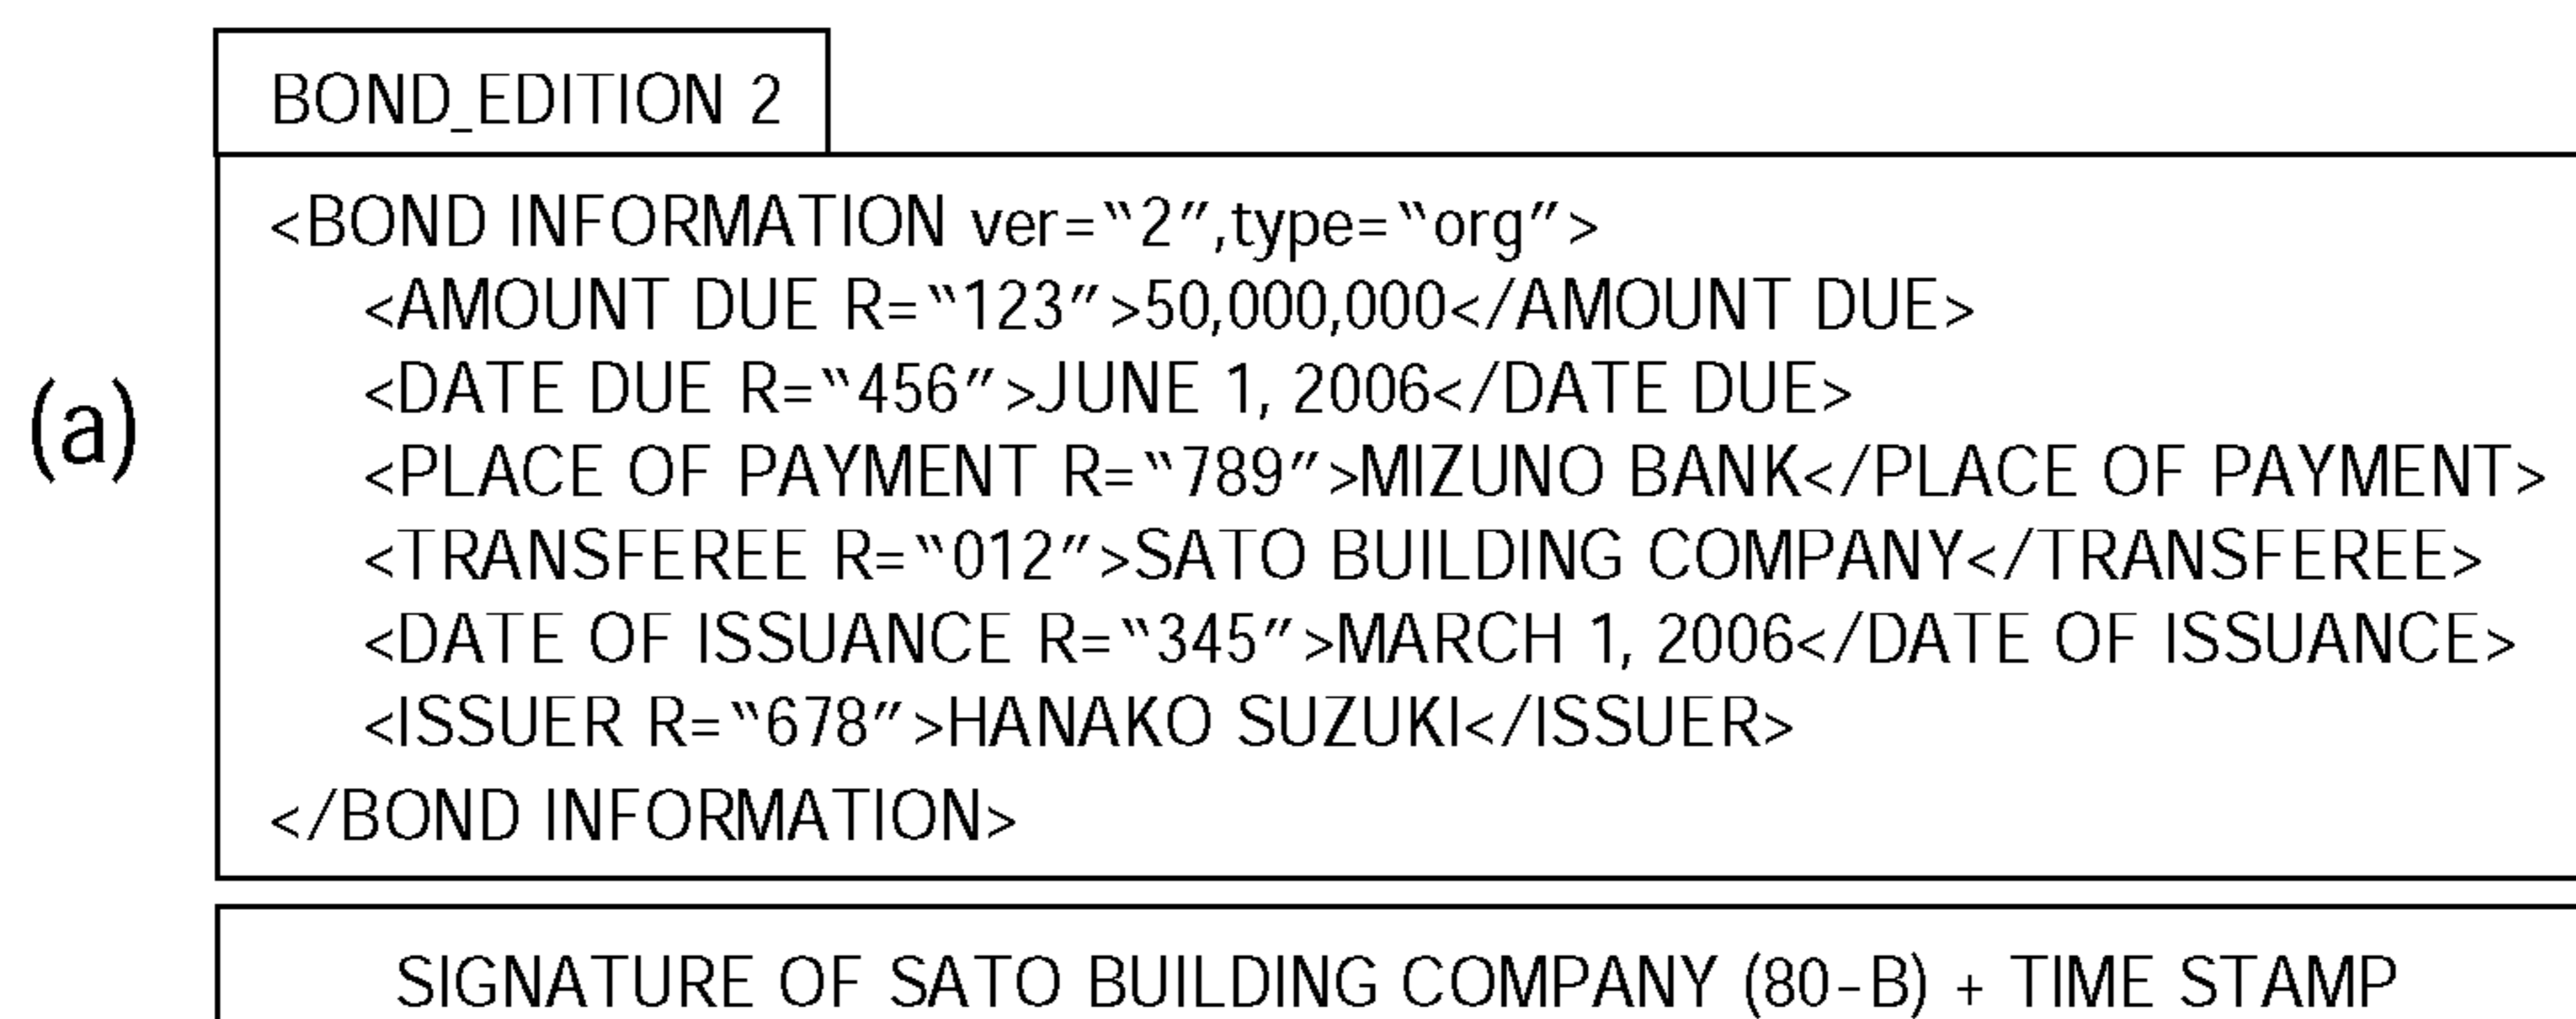 BOND_EDITION 2
<BOND INFORMATION ver="2",type="org">
<AMOUNT DUE R="123">50,000,000</AMOUNT DUE>
<DATE DUE R="456">JUNE 1, 2006</DATE DUE>
(a)
<PLACE OF PAYMENT R="789">MIZUNO BANK</PLACE OF PAYMENT>
<TRANSFEREE R="012">SATO BUILDING COMPANY</TRANSFEREE>
<DATE OF ISSUANCE R="345">MARCH 1, 2006</DATE OF ISSUANCE>
<ISSUER R="678">HANAKO SUZUKI</ISSUER>
</BOND INFORMATION>
SIGNATURE OF SATO BUILDING COMPANY (80-B) + TIME STAMP